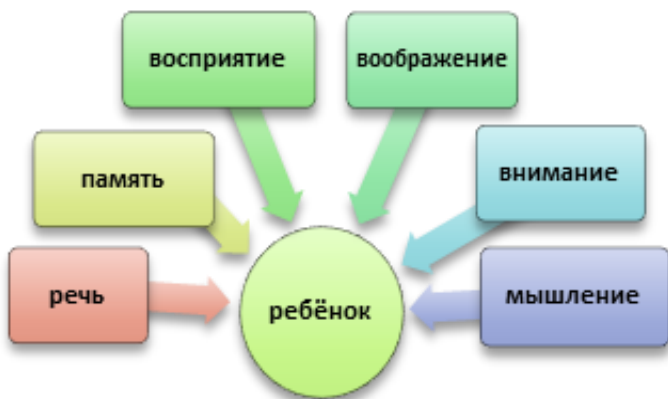 восприятие
воображение
память
внимание
речь
ребёнок
мышление